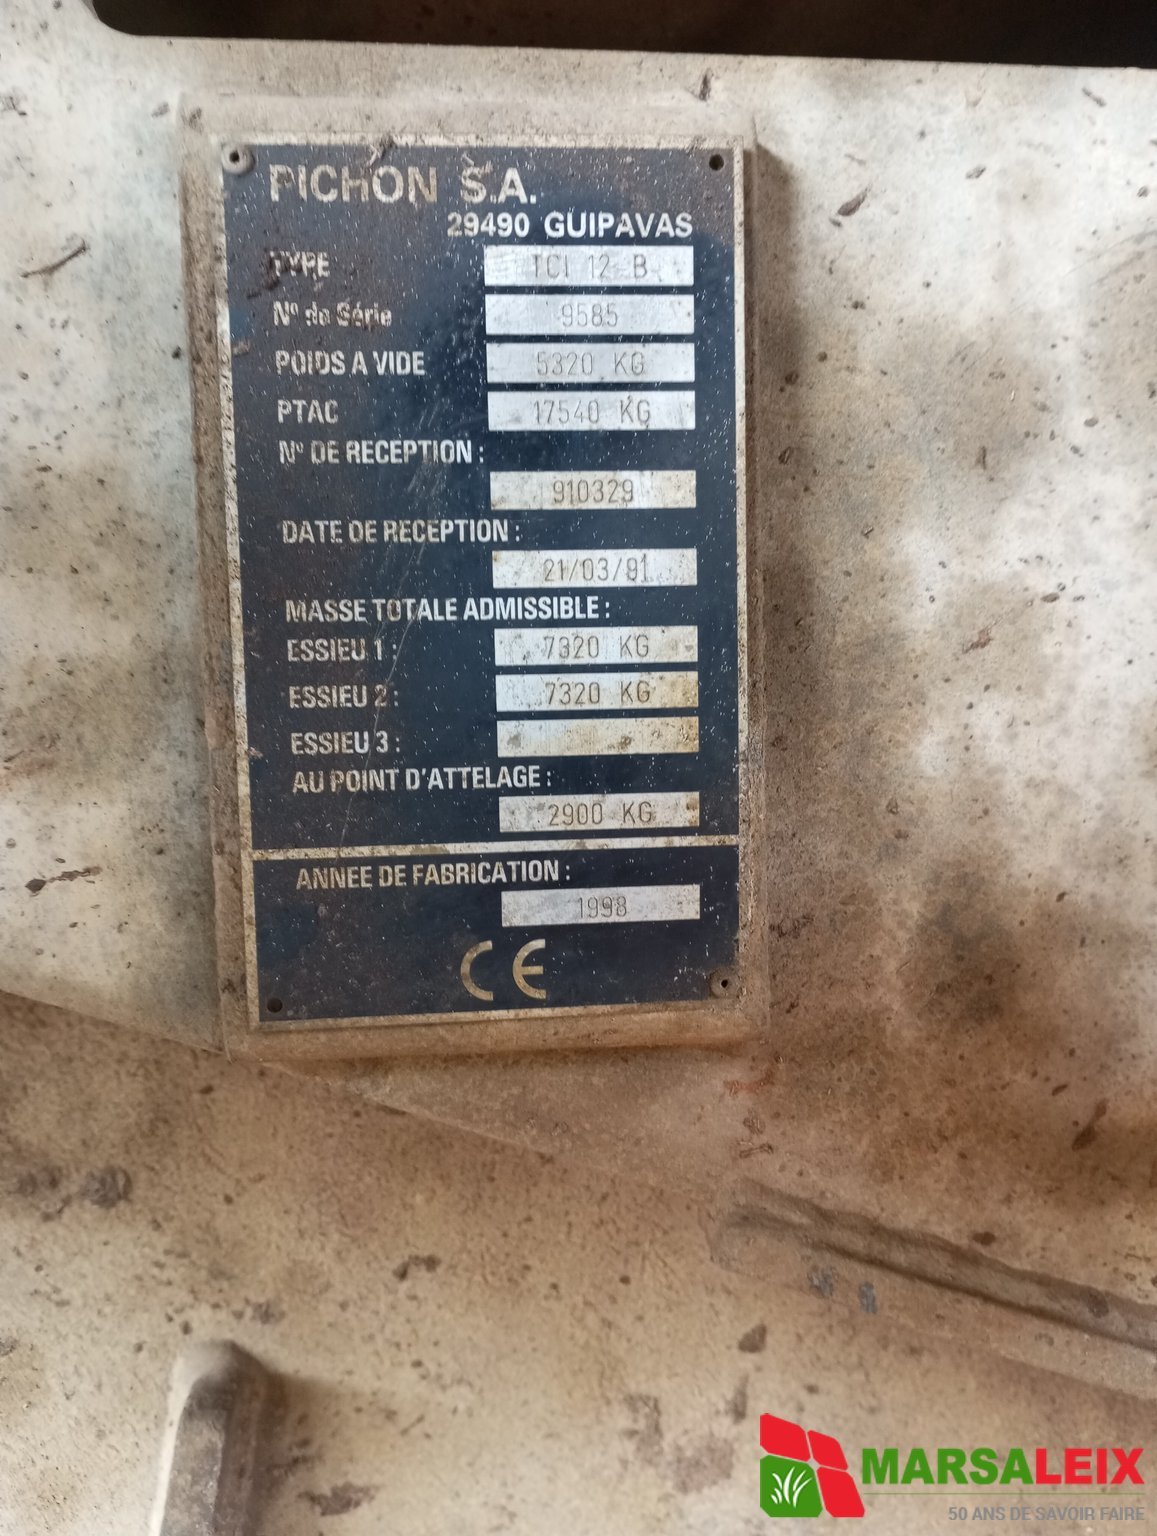 PICHON S.A.
29490 GUIPAVAS
TYPE TCI 12 B
Nº de Série 9585
POIDS A VIDE 5320 KG
PTAC 17540 KG
Nº DE RECEPTION :
910329
DATE DE RECEPTION :
21/03/91
MASSE TOTALE ADMISSIBLE :
ESSIEU 1 : 7320 KG
ESSIEU 2 : 7320 KG
ESSIEU 3 :
AU POINT D'ATTELAGE :
2900 KG
ANNEE DE FABRICATION :
1998
CE
MARSALEIX
50 ANS DE SAVOIR FAIRE